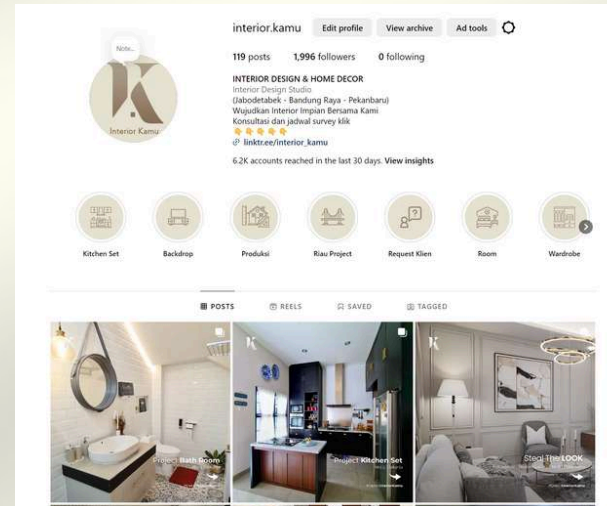 interior.kamu Edit profile View archive Ad tools
Note...
119 posts 1,996 followers 0 following
INTERIOR DESIGN & HOME DECOR
Interior Design Studio
(Jabodetabek - Bandung Raya - Pekanbaru)
Wujudkan Interior Impian Bersama Kami
Konsultasi dan jadwal survey klik
👇👇👇👇👇
linktr.ee/interior_kamu
6.2K accounts reached in the last 30 days. View insights
K
Interior Kamu
Kitchen Set Backdrop Produksi Riau Project Request Klien Room Wardrobe
POSTS REELS SAVED TAGGED
K K
Project Bath Room Project Kitchen Set Steal The LOOK